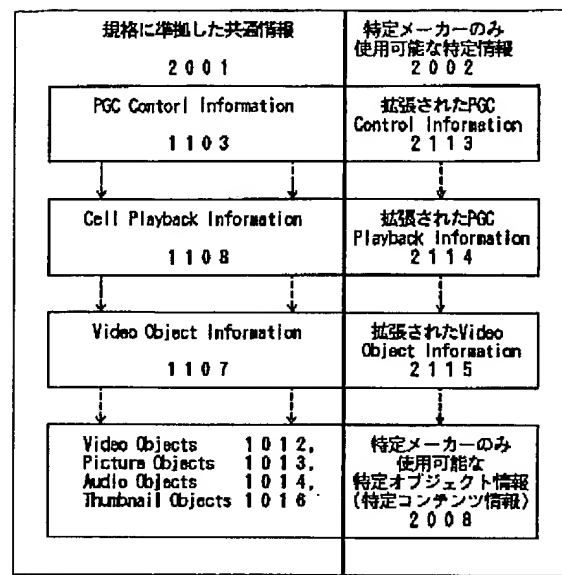 規格に準拠した共通情報
2001
特定メーカーのみ
使用可能な特定情報
2002
PGC Contorl Information
1103
拡張されたPGC
Control Information
2113
Cell Playback Information
1108
拡張されたPGC
Playback Information
2114
Video Object Information
1107
拡張されたVideo
Object Information
2115
Video Objects 1012,
Picture Objects 1013,
Audio Objects 1014,
Thumbnail Objects 1016
特定メーカーのみ
使用可能な
特定オブジェクト情報
(特定コンテンツ情報)
2008